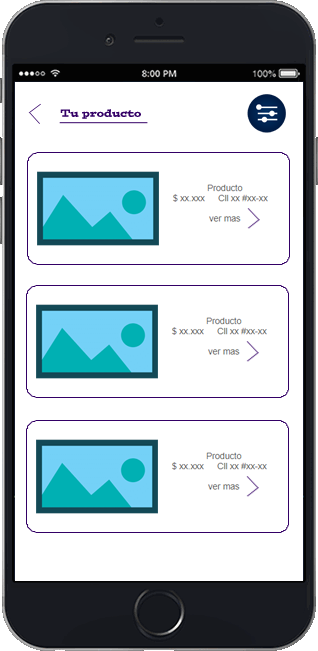 8:00 PM 100%
Tu producto
Producto
$ xx.xxx Cll xx #xx-xx
ver mas
Producto
$ xx.xxx Cll xx #xx-xx
ver mas
Producto
$ xx.xxx Cll xx #xx-xx
ver mas